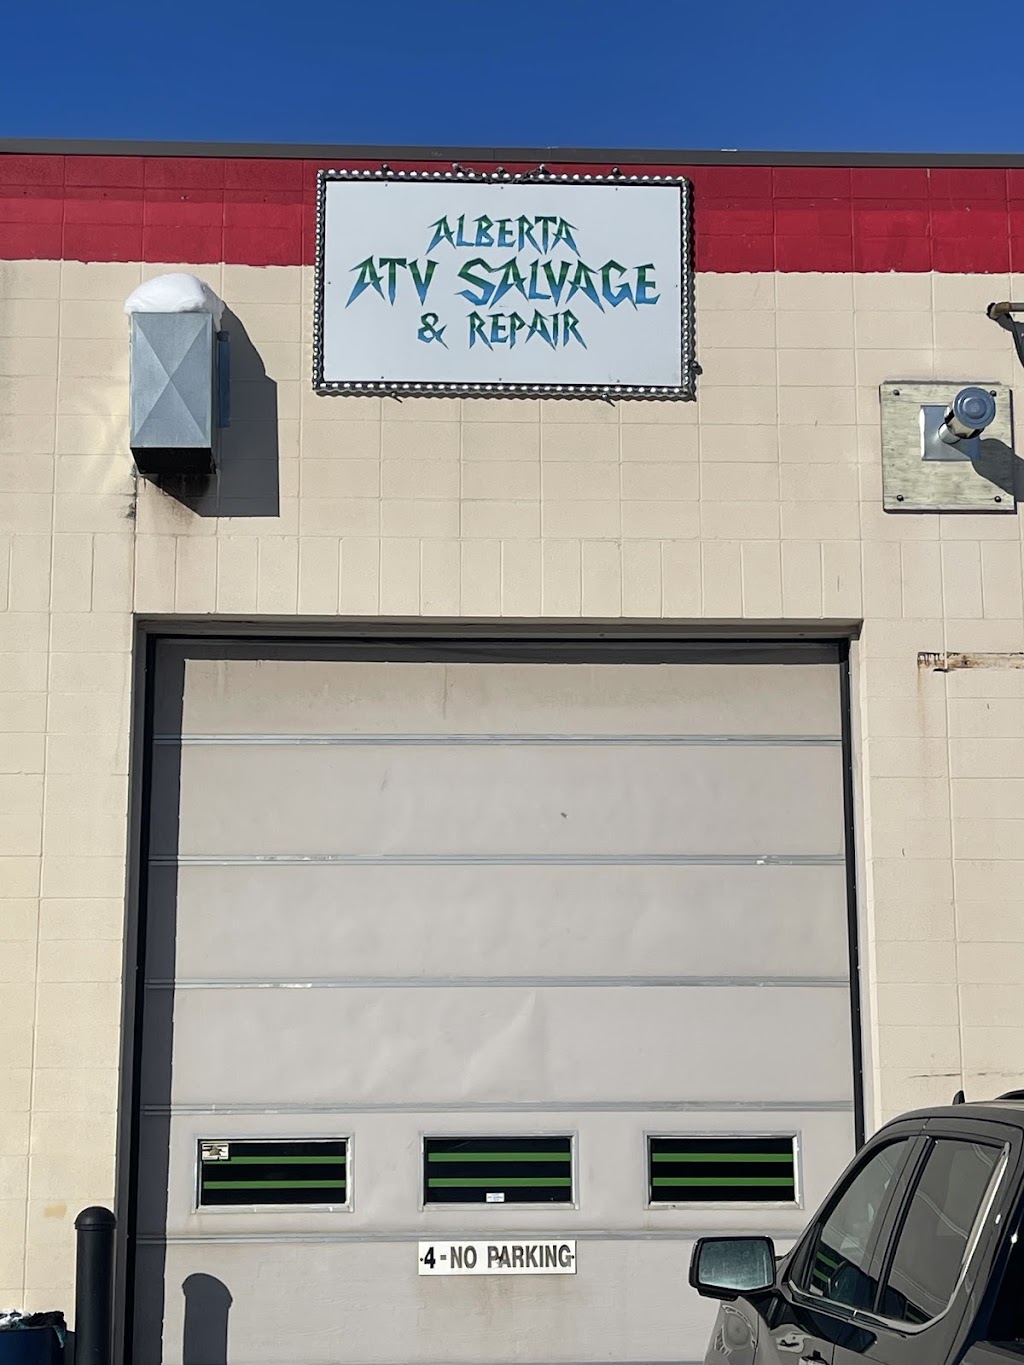 ALBERTA
ATV SALVAGE
& REPAIR
4-NO PARKING